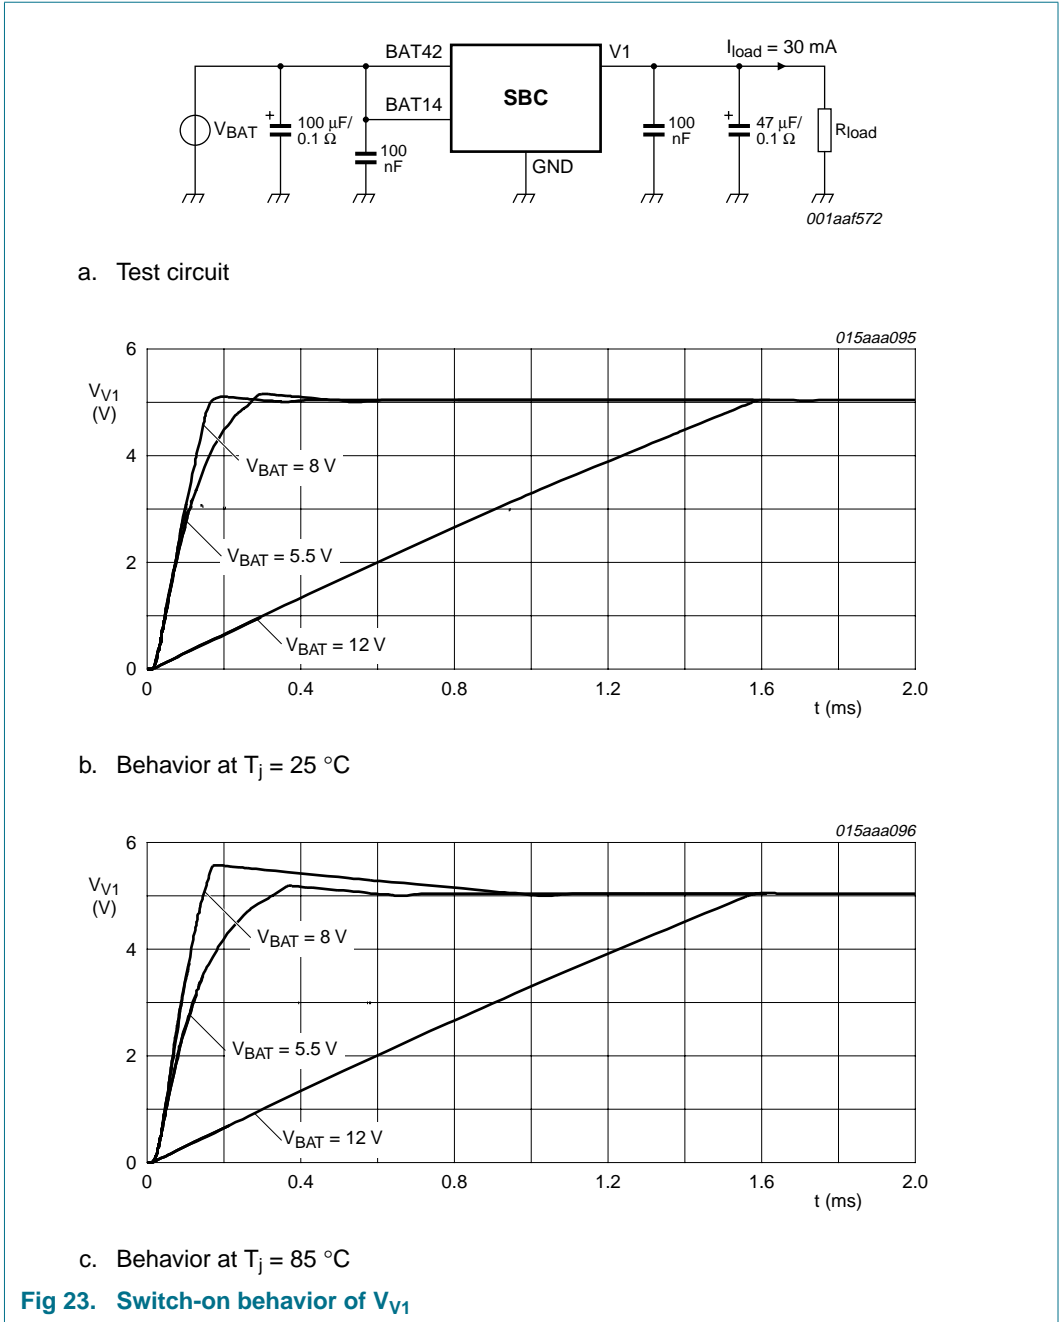 BAT42
V1
Iload = 30 mA
BAT14
SBC
VBAT
+
100 μF/
0.1 Ω
100
nF
GND
100
nF
+
47 μF/
0.1 Ω
Rload
001aaf572
a. Test circuit
015aaa095
6
VV1
(V)
4
VBAT = 8 V
VBAT = 5.5 V
2
VBAT = 12 V
0
0 0.4 0.8 1.2 1.6 2.0
t (ms)
b. Behavior at Tj = 25 °C
015aaa096
6
VV1
(V)
VBAT = 8 V
4
VBAT = 5.5 V
2
VBAT = 12 V
0
0 0.4 0.8 1.2 1.6 2.0
t (ms)
c. Behavior at Tj = 85 °C
Fig 23. Switch-on behavior of VV1